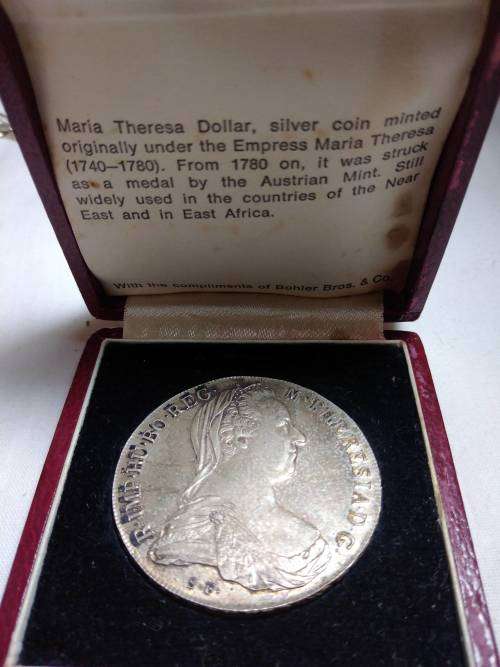 Maria Theresa Dollar, silver coin minted
originally under the Empress Maria Theresa
(1740—1780). From 1780 on, it was struck
as a medal by the Austrian Mint. Still
widely used in the countries of the Near
East and in East Africa.
With the compliments of Bohler Bros. & Co.
R·IMP·HU·BO·REG· M·THERESIA·D·G·
S.F.